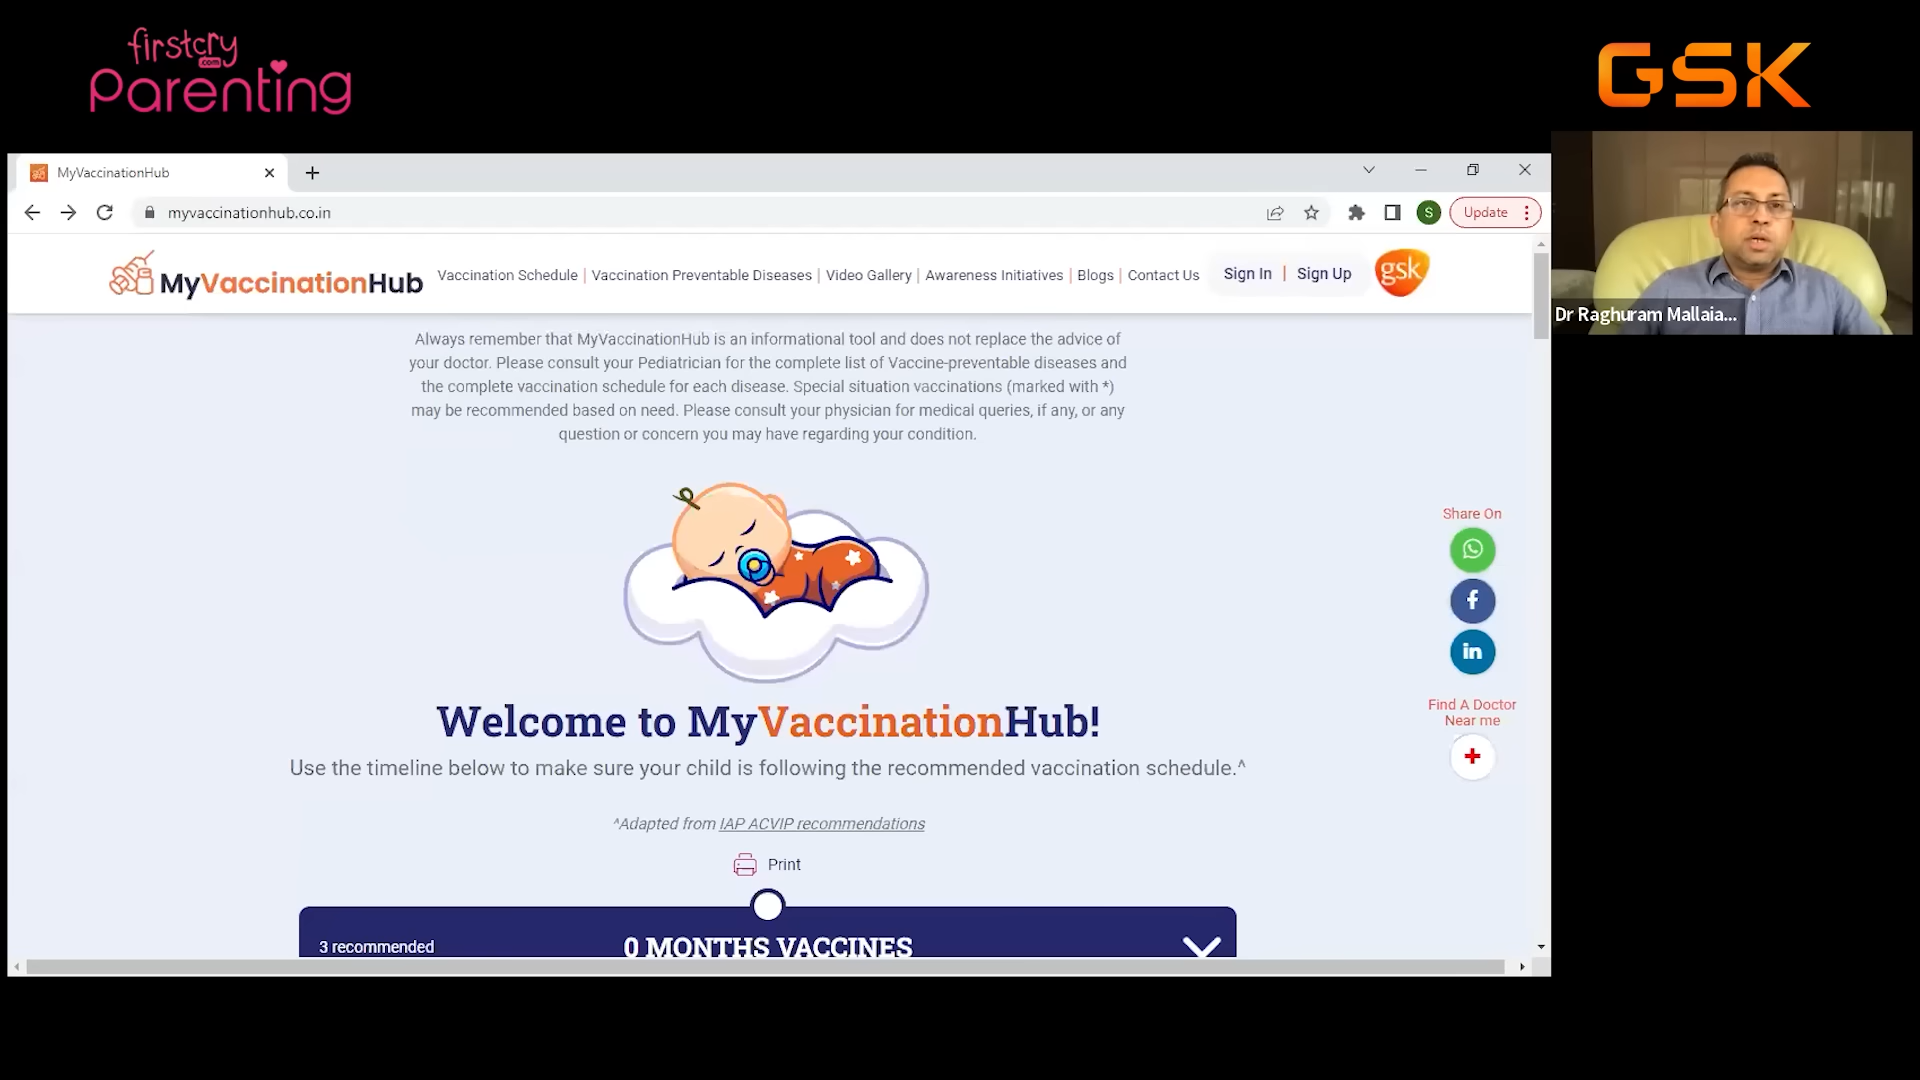 firstcry
.com
Parenting
GSK
MyVaccinationHub
myvaccinationhub.co.in
S
Update
MyVaccinationHub
Vaccination Schedule | Vaccination Preventable Diseases | Video Gallery | Awareness Initiatives | Blogs | Contact Us
Sign In | Sign Up
gsk
Dr Raghuram Mallaia...
Always remember that MyVaccinationHub is an informational tool and does not replace the advice of
your doctor. Please consult your Pediatrician for the complete list of Vaccine-preventable diseases and
the complete vaccination schedule for each disease. Special situation vaccinations (marked with *)
may be recommended based on need. Please consult your physician for medical queries, if any, or any
question or concern you may have regarding your condition.
Share On
f
in
Find A Doctor
Near me
Welcome to MyVaccinationHub!
Use the timeline below to make sure your child is following the recommended vaccination schedule.^
^Adapted from IAP ACVIP recommendations
Print
3 recommended
0 MONTHS VACCINES